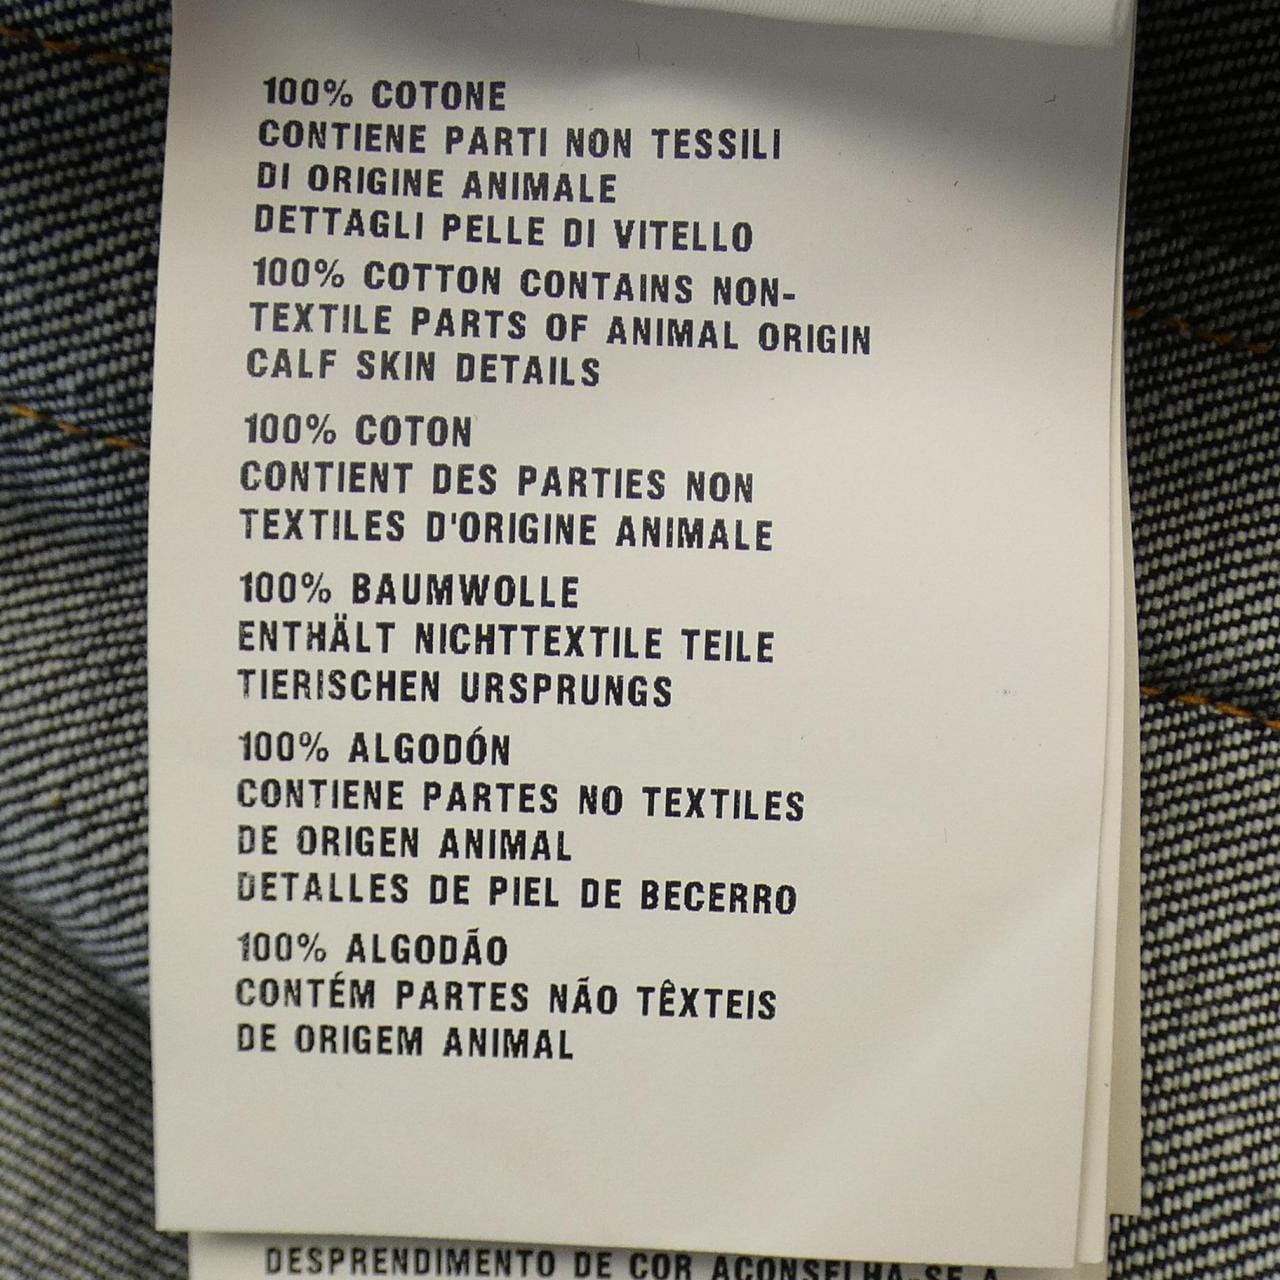 100% COTONE
CONTIENE PARTI NON TESSILI
DI ORIGINE ANIMALE
DETTAGLI PELLE DI VITELLO
100% COTTON CONTAINS NON-
TEXTILE PARTS OF ANIMAL ORIGIN
CALF SKIN DETAILS
100% COTON
CONTIENT DES PARTIES NON
TEXTILES D'ORIGINE ANIMALE
100% BAUMWOLLE
ENTHÄLT NICHTTEXTILE TEILE
TIERISCHEN URSPRUNGS
100% ALGODÓN
CONTIENE PARTES NO TEXTILES
DE ORIGEN ANIMAL
DETALLES DE PIEL DE BECERRO
100% ALGODÃO
CONTÉM PARTES NÃO TÊXTEIS
DE ORIGEM ANIMAL
DESPRENDIMENTO DE COR ACONSELHA-SE A